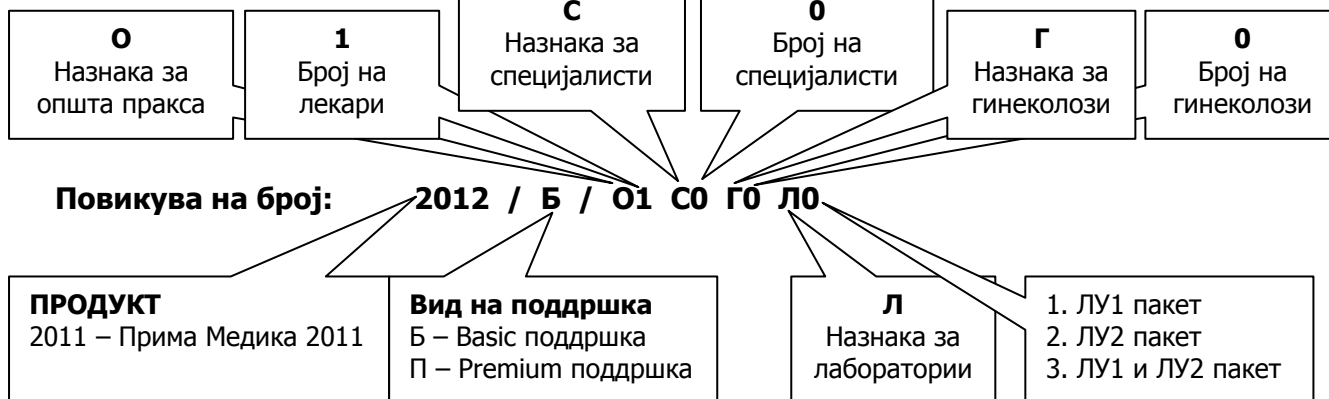 О
Назнака за
општа пракса
1
Број на
лекари
С
Назнака за
специјалисти
0
Број на
специјалисти
Г
Назнака за
гинеколози
0
Број на
гинеколози
Повикува на број: 2012 / Б / О1 С0 Г0 Л0
ПРОДУКТ
2011 – Прима Медика 2011
Вид на поддршка
Б – Basic поддршка
П – Premium поддршка
Л
Назнака за
лаборатории
1. ЛУ1 пакет
2. ЛУ2 пакет
3. ЛУ1 и ЛУ2 пакет